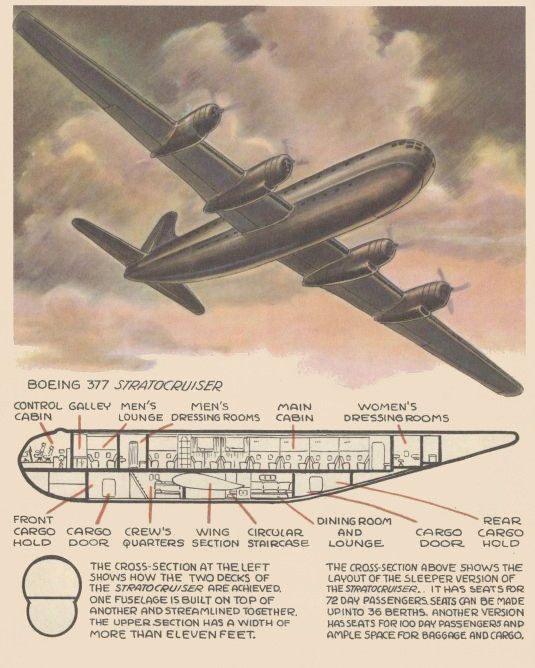 BOEING 377 STRATOCRUISER
CONTROL CABIN
GALLEY
MEN'S LOUNGE
MEN'S DRESSING ROOMS
MAIN CABIN
WOMEN'S DRESSING ROOMS
FRONT CARGO HOLD
CARGO DOOR
CREW'S QUARTERS
WING SECTION
CIRCULAR STAIRCASE
DINING ROOM AND LOUNGE
CARGO DOOR
REAR CARGO HOLD
THE CROSS-SECTION AT THE LEFT
SHOWS HOW THE TWO DECKS OF
THE STRATOCRUISER ARE ACHIEVED.
ONE FUSELAGE IS BUILT ON TOP OF
ANOTHER AND STREAMLINED TOGETHER.
THE UPPER SECTION HAS A WIDTH OF
MORE THAN ELEVEN FEET.
THE CROSS-SECTION ABOVE SHOWS THE
LAYOUT OF THE SLEEPER VERSION OF
THE STRATOCRUISER. IT HAS SEATS FOR
72 DAY PASSENGERS. SEATS CAN BE MADE
UP INTO 36 BERTHS. ANOTHER VERSION
HAS SEATS FOR 100 DAY PASSENGERS AND
AMPLE SPACE FOR BAGGAGE AND CARGO.